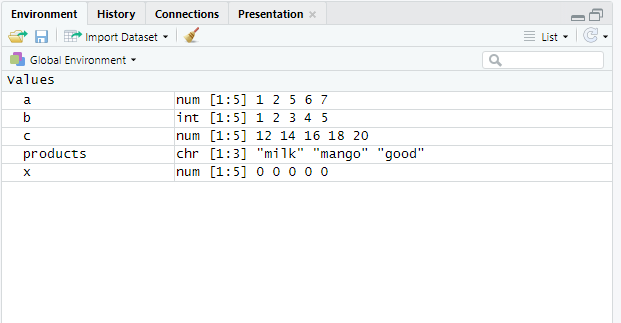 Environment History Connections Presentation
Import Dataset List
Global Environment
Values
a num [1:5] 1 2 5 6 7
b int [1:5] 1 2 3 4 5
c num [1:5] 12 14 16 18 20
products chr [1:3] "milk" "mango" "good"
x num [1:5] 0 0 0 0 0